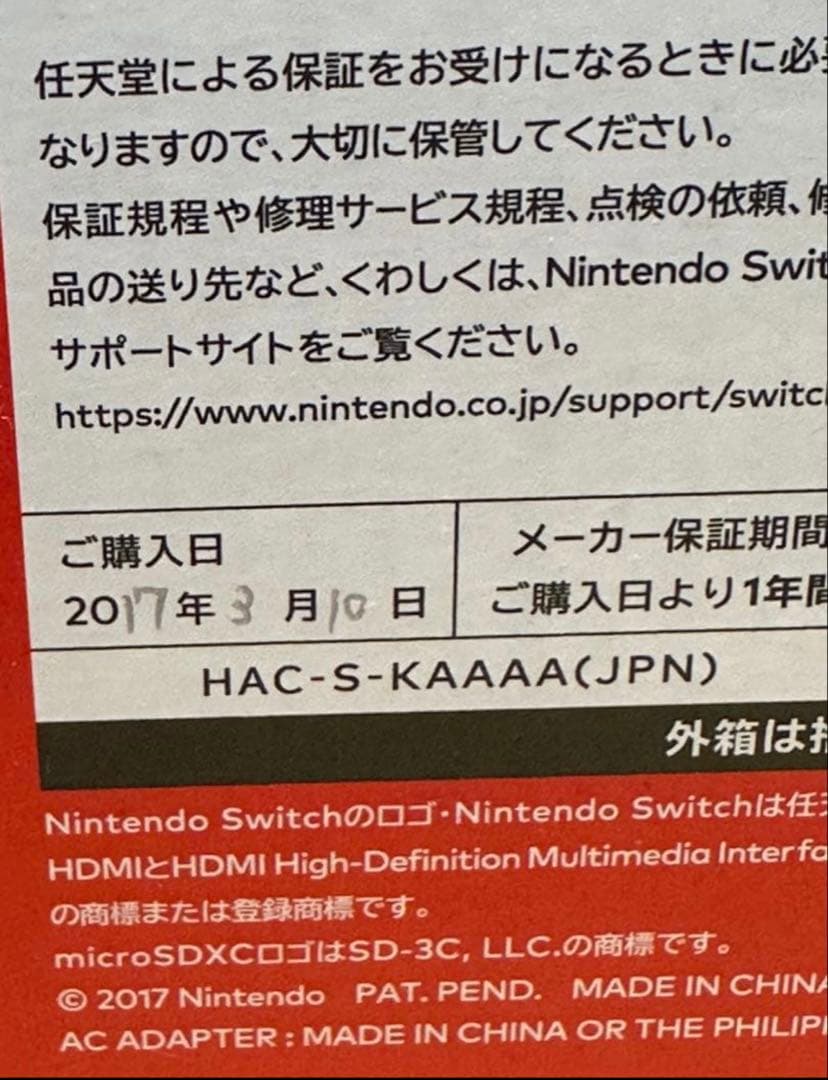 任天堂による保証をお受けになるときに必
なりますので、大切に保管してください。
保証規程や修理サービス規程、点検の依頼、
品の送り先など、くわしくは、Nintendo Swit
サポートサイトをご覧ください。
https://www.nintendo.co.jp/support/switc
ご購入日
2017年3月10日
メーカー保証期間
ご購入日より1年間
HAC-S-KAAAA(JPN)
外箱は
Nintendo Switchのロゴ・Nintendo Switchは任天
HDMIとHDMI High-Definition Multimedia Interfa
の商標または登録商標です。
microSDXCロゴはSD-3C, LLC.の商標です。
© 2017 Nintendo PAT. PEND. MADE IN CHINA
AC ADAPTER : MADE IN CHINA OR THE PHILIP